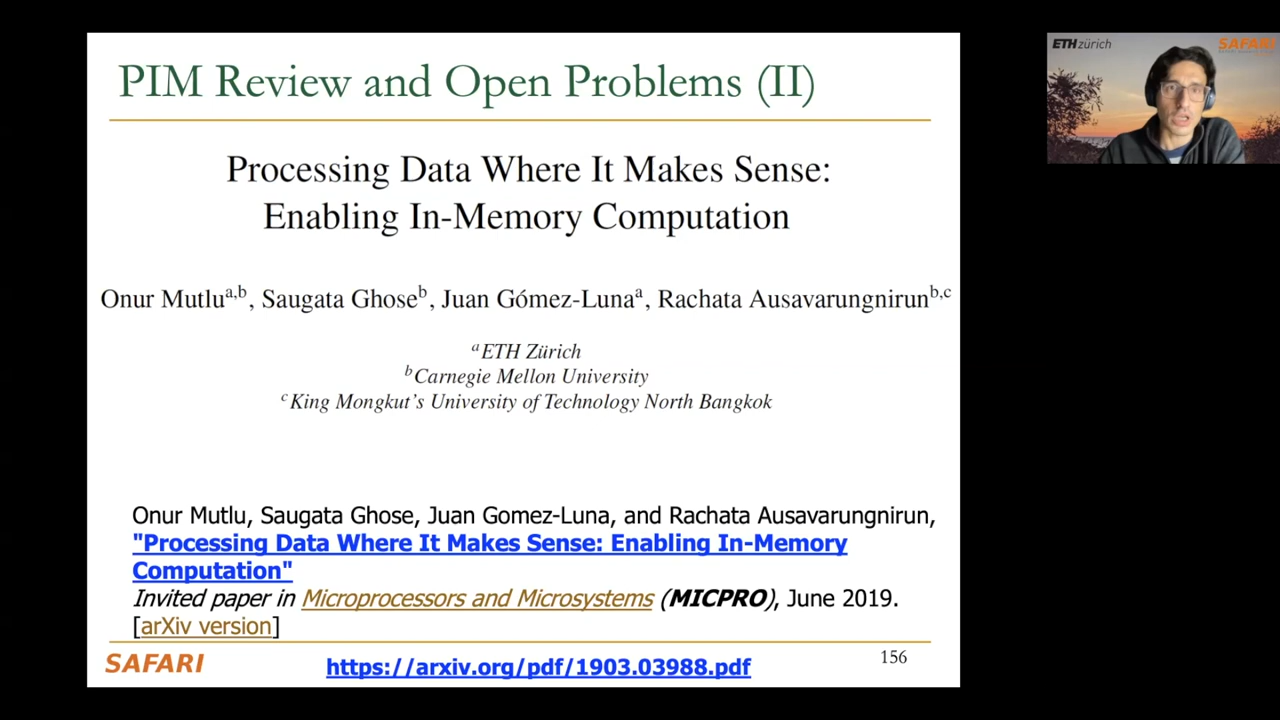 PIM Review and Open Problems (II)
Processing Data Where It Makes Sense:
Enabling In-Memory Computation
Onur Mutluᵃ,ᵇ, Saugata Ghoseᵇ, Juan Gómez-Lunaᵃ, Rachata Ausavarungnirunᵇ,ᶜ
ᵃETH Zürich
ᵇCarnegie Mellon University
ᶜKing Mongkut's University of Technology North Bangkok
Onur Mutlu, Saugata Ghose, Juan Gomez-Luna, and Rachata Ausavarungnirun,
"Processing Data Where It Makes Sense: Enabling In-Memory
Computation"
Invited paper in Microprocessors and Microsystems (MICPRO), June 2019.
[arXiv version]
SAFARI
https://arxiv.org/pdf/1903.03988.pdf
156
ETH zürich
SAFARI